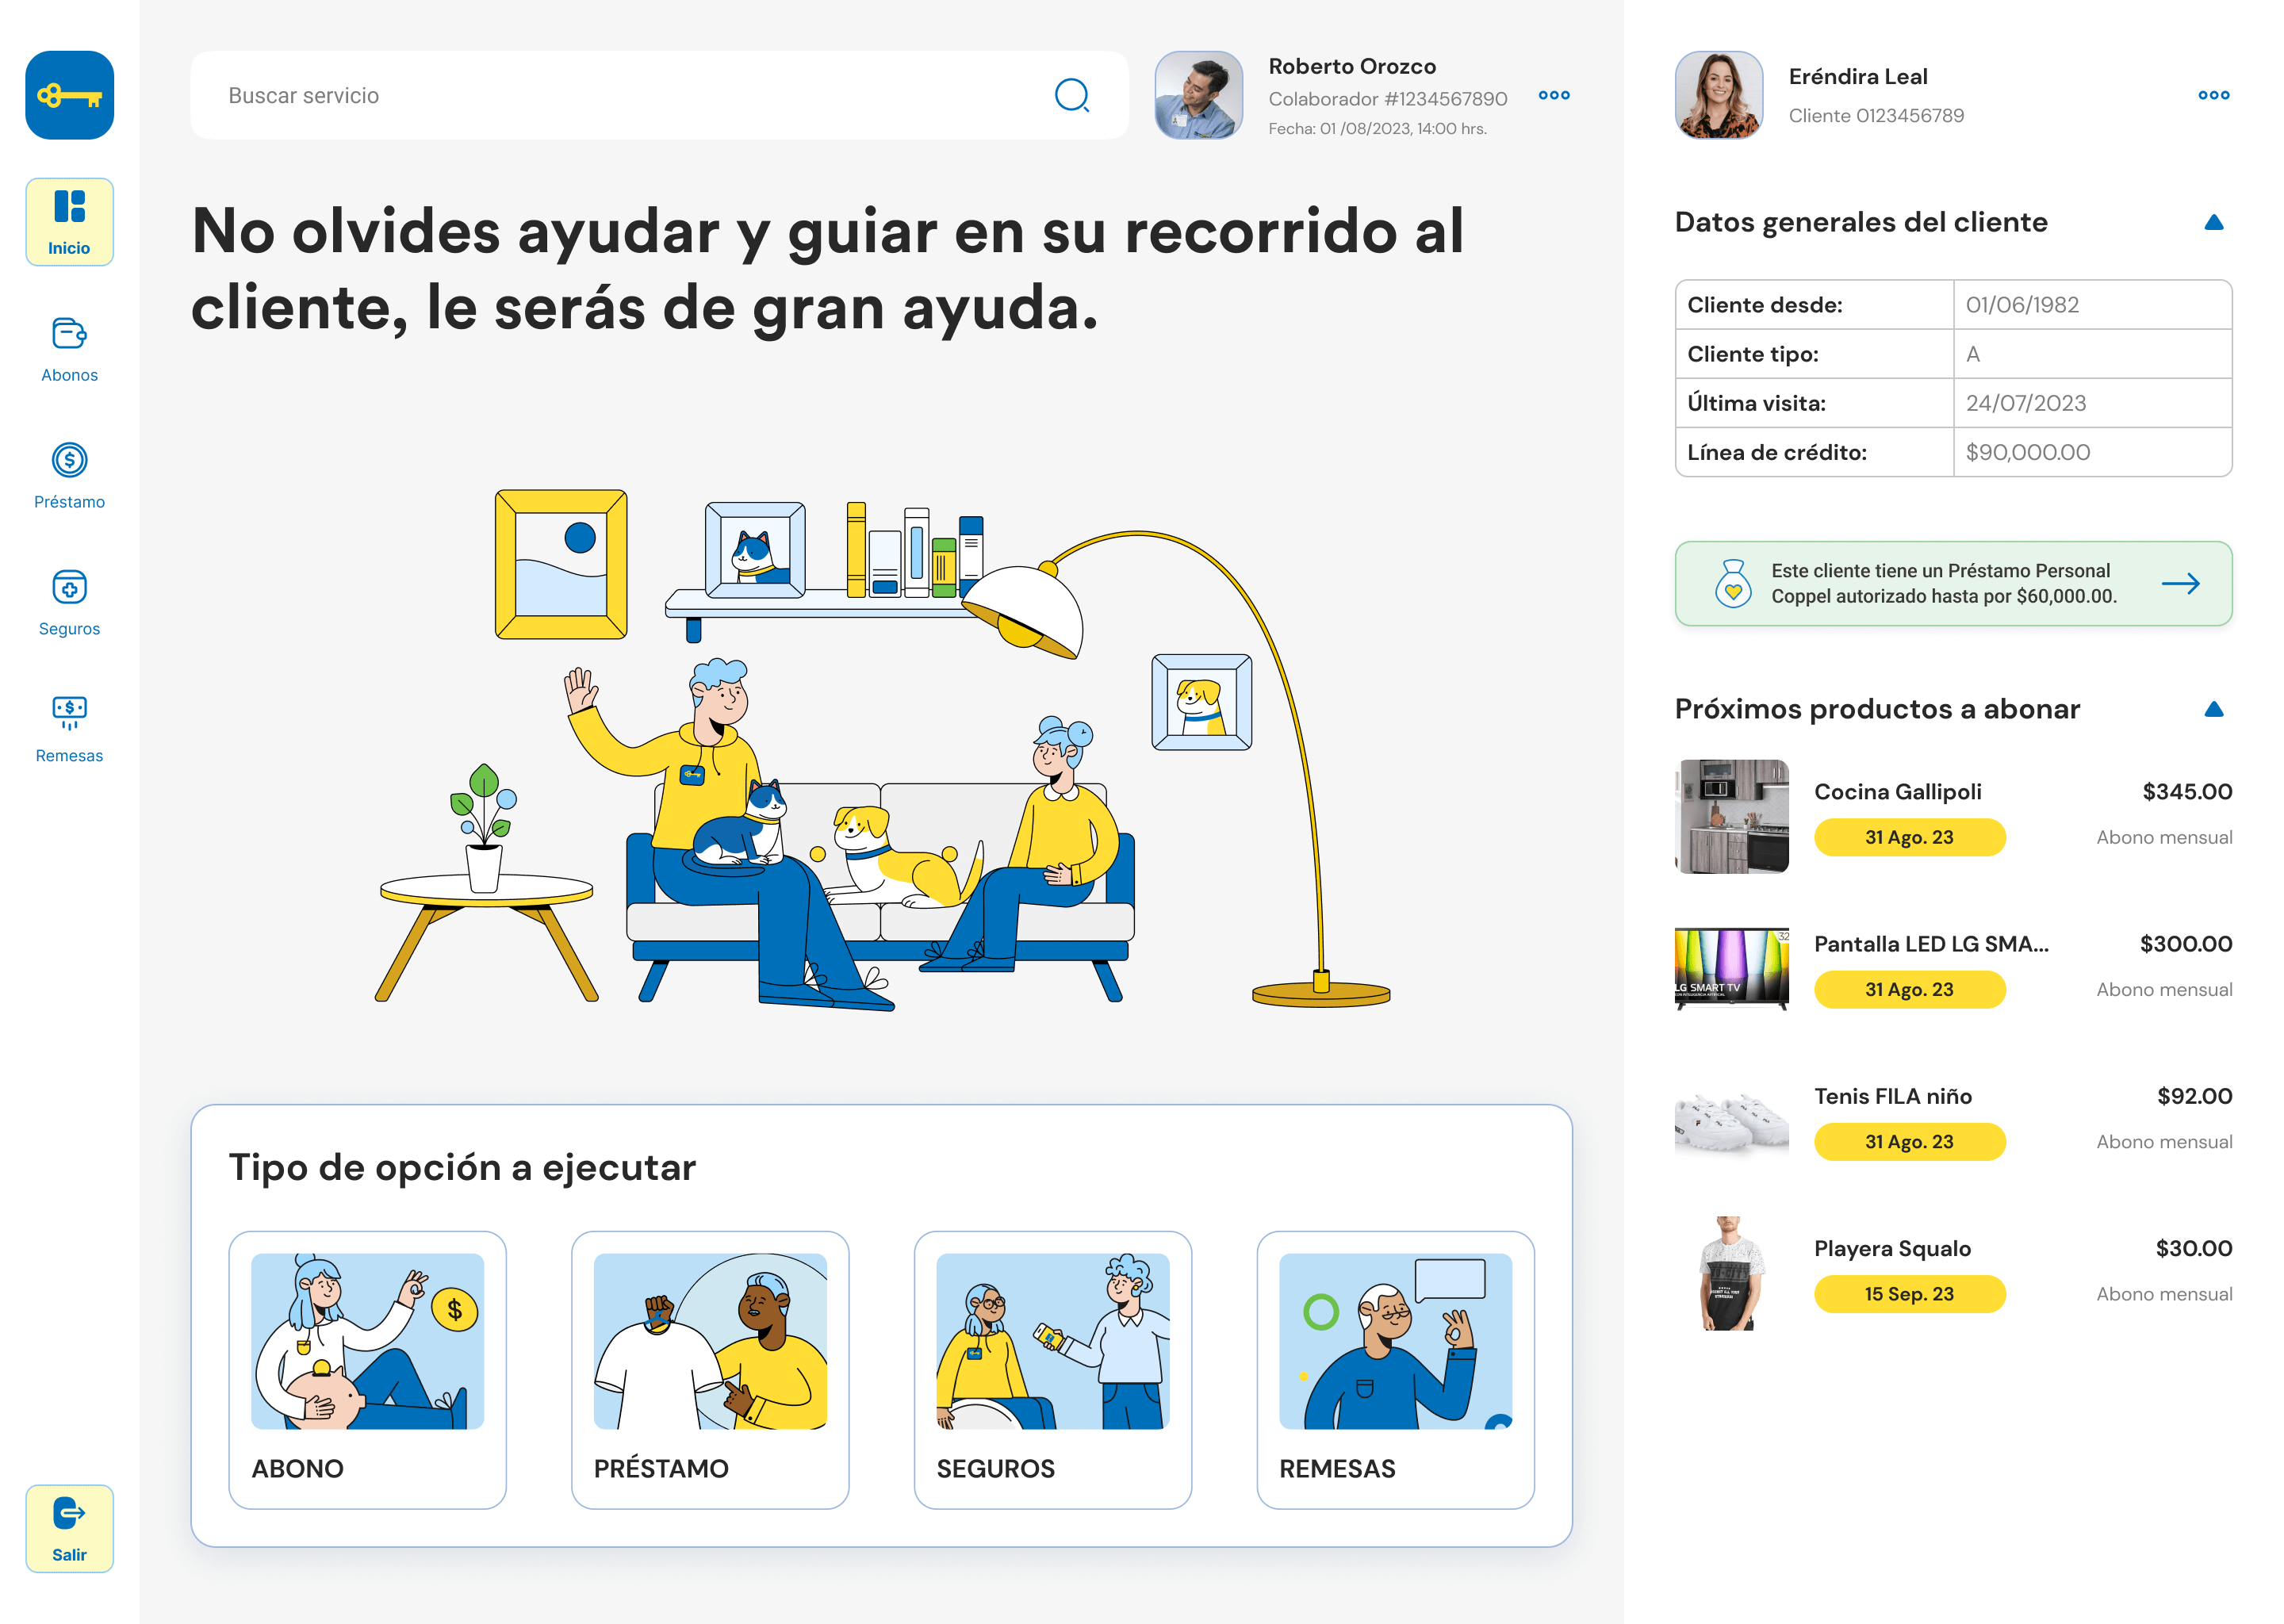 Inicio
Abonos
Préstamo
Seguros
Remesas
Salir
Buscar servicio
Roberto Orozco
Colaborador #1234567890
Fecha: 01 /08/2023, 14:00 hrs.
No olvides ayudar y guiar en su recorrido al
cliente, le serás de gran ayuda.
Tipo de opción a ejecutar
$
ABONO
PRÉSTAMO
SEGUROS
REMESAS
Eréndira Leal
Cliente 0123456789
Datos generales del cliente
Cliente desde: 01/06/1982
Cliente tipo: A
Última visita: 24/07/2023
Línea de crédito: $90,000.00
Este cliente tiene un Préstamo Personal
Coppel autorizado hasta por $60,000.00.
Próximos productos a abonar
Cocina Gallipoli $345.00
31 Ago. 23 Abono mensual
32
LG SMART TV
Pantalla LED LG SMA... $300.00
31 Ago. 23 Abono mensual
Tenis FILA niño $92.00
31 Ago. 23 Abono mensual
Playera Squalo $30.00
15 Sep. 23 Abono mensual